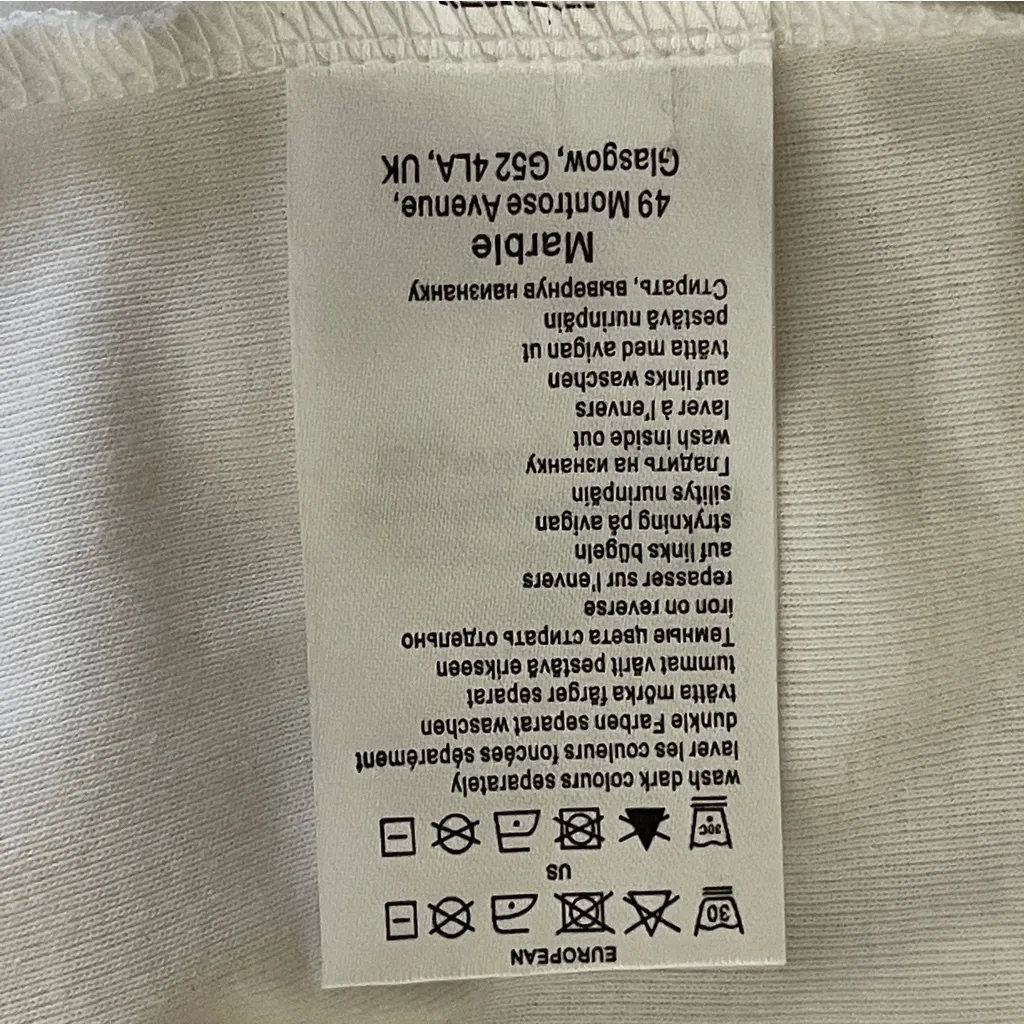 EUROPEAN
30
US
30C
wash dark colours separately
laver les couleurs foncées séparément
dunkle Farben separat waschen
tvätta mörka färger separat
tummat värit pestävä erikseen
Темные цвета стирать отдельно
iron on reverse
repasser sur l'envers
auf links bügeln
strykning på avigan
silitys nurinpäin
Гладить на изнанку
wash inside out
laver à l'envers
auf links waschen
tvätta med avigan ut
pestävä nurinpäin
Стирать, вывернув наизнанку
Marble
49 Montrose Avenue,
Glasgow, G52 4LA, UK